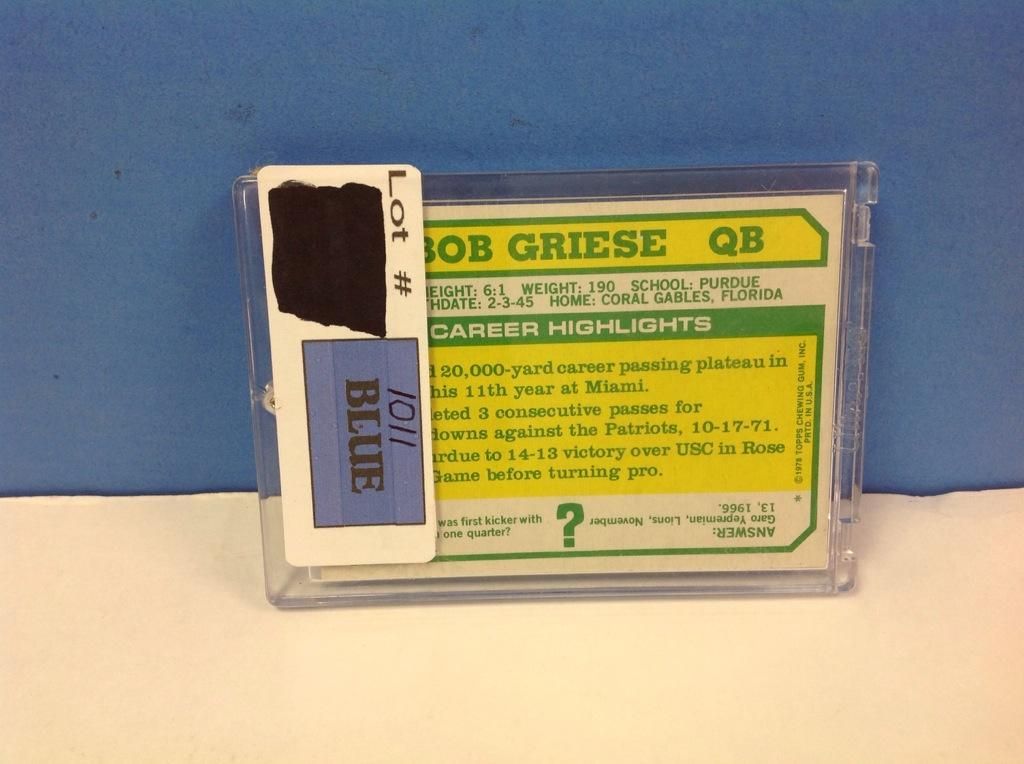 Lot #
1011
BLUE
BOB GRIESE QB
EIGHT: 6:1 WEIGHT: 190 SCHOOL: PURDUE
THDATE: 2-3-45 HOME: CORAL GABLES, FLORIDA
CAREER HIGHLIGHTS
20,000-yard career passing plateau in
his 11th year at Miami.
eted 3 consecutive passes for
downs against the Patriots, 10-17-71.
rdue to 14-13 victory over USC in Rose
Game before turning pro.
©1978 TOPPS CHEWING GUM, INC.
PRTD. IN U.S.A.
*
was first kicker with
one quarter?
?
ANSWER:
Garo Yepremian, Lions, November
13, 1966.